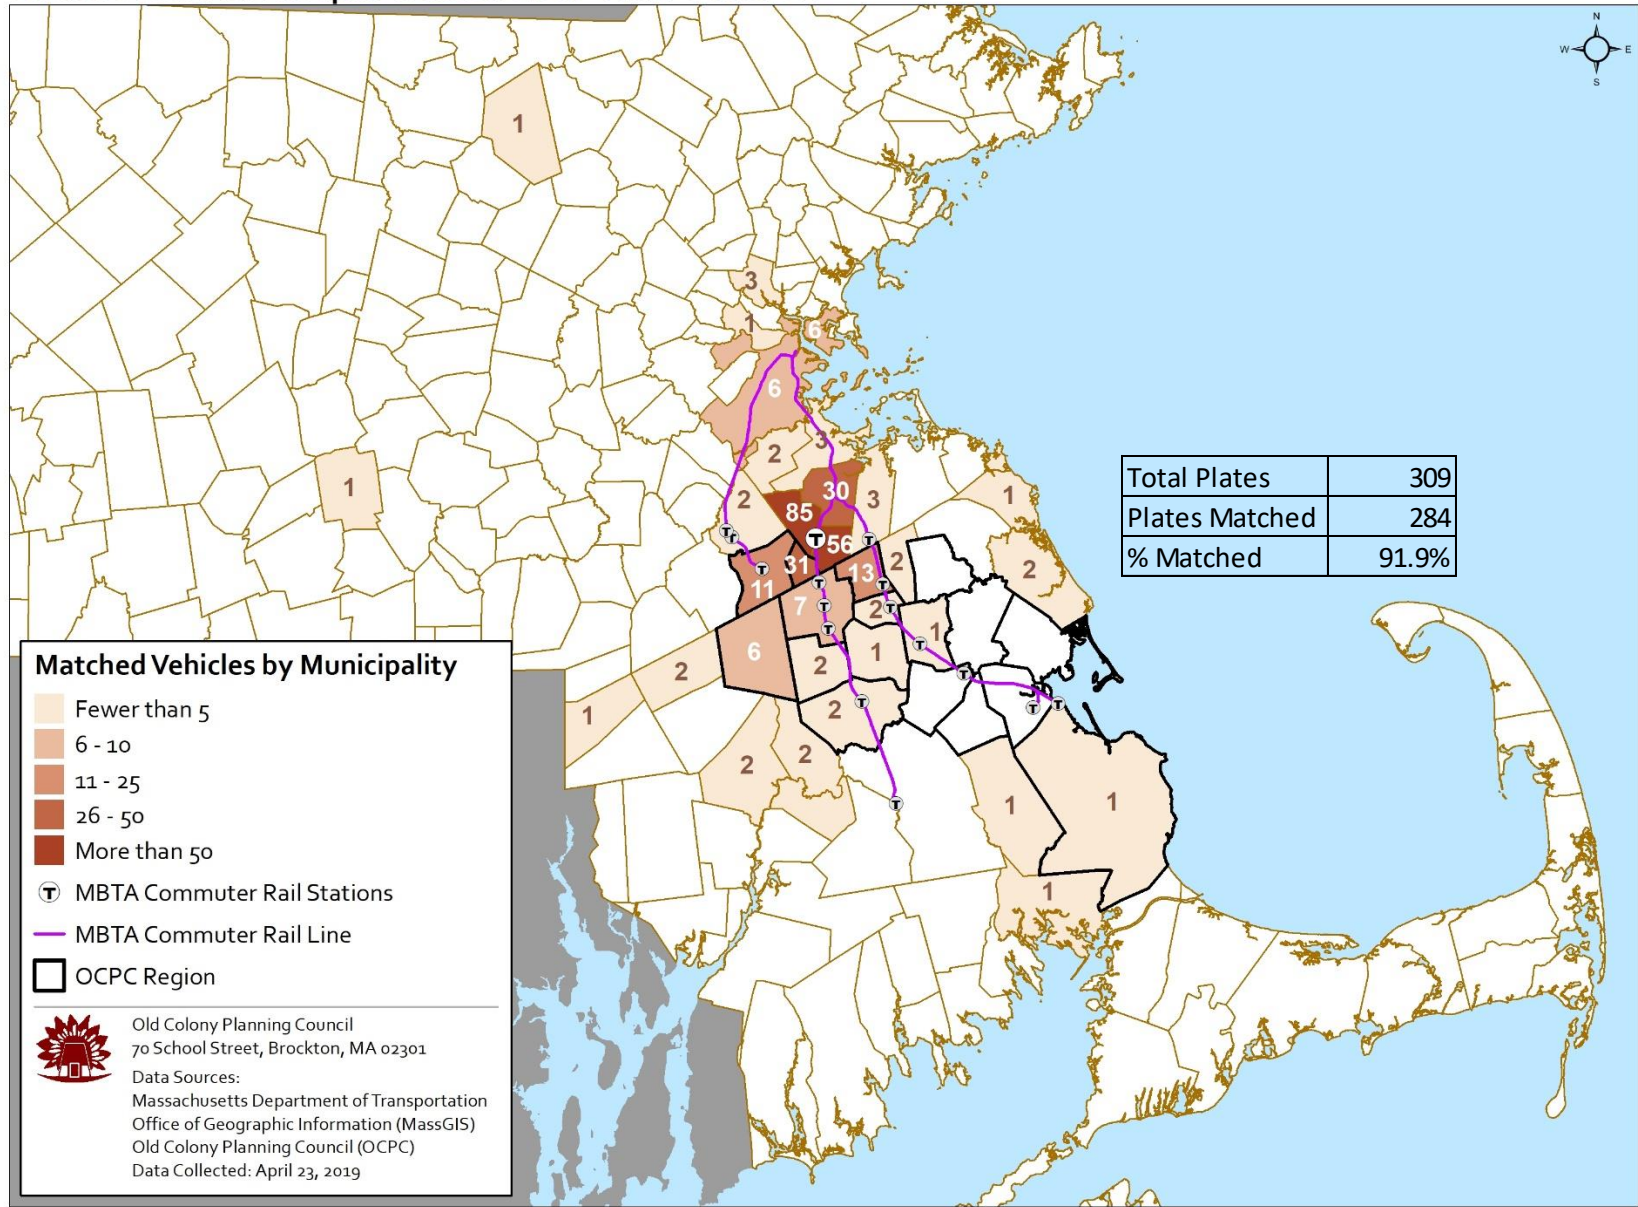 N
W E
S
1
3
1
6
6
3
2
1
2
30
3
1
85
56
2
2
31
13
11
7
2
1
6
1
2
2
1
2
2
2
1
1
1
Total Plates 309
Plates Matched 284
% Matched 91.9%
Matched Vehicles by Municipality
Fewer than 5
6 - 10
11 - 25
26 - 50
More than 50
T MBTA Commuter Rail Stations
MBTA Commuter Rail Line
OCPC Region
Old Colony Planning Council
70 School Street, Brockton, MA 02301
Data Sources:
Massachusetts Department of Transportation
Office of Geographic Information (MassGIS)
Old Colony Planning Council (OCPC)
Data Collected: April 23, 2019